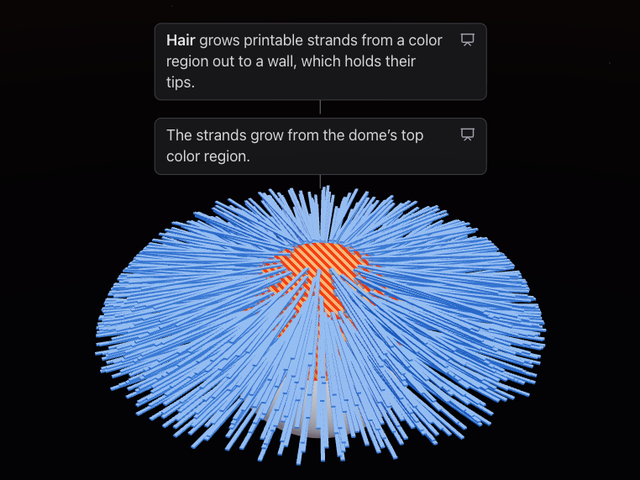 Hair grows printable strands from a color
region out to a wall, which holds their
tips.
The strands grow from the dome’s top
color region.